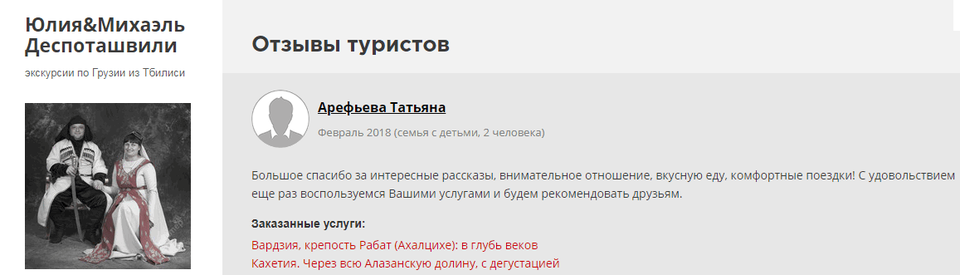 Юлия&Михаэль
Деспоташвили
экскурсии по Грузии из Тбилиси
Отзывы туристов
Арефьева Татьяна
Февраль 2018 (семья с детьми, 2 человека)
Большое спасибо за интересные рассказы, внимательное отношение, вкусную еду, комфортные поездки! С удовольствием
еще раз воспользуемся Вашими услугами и будем рекомендовать друзьям.
Заказанные услуги:
Вардзия, крепость Рабат (Ахалцихе): в глубь веков
Кахетия. Через всю Алазанскую долину, с дегустацией